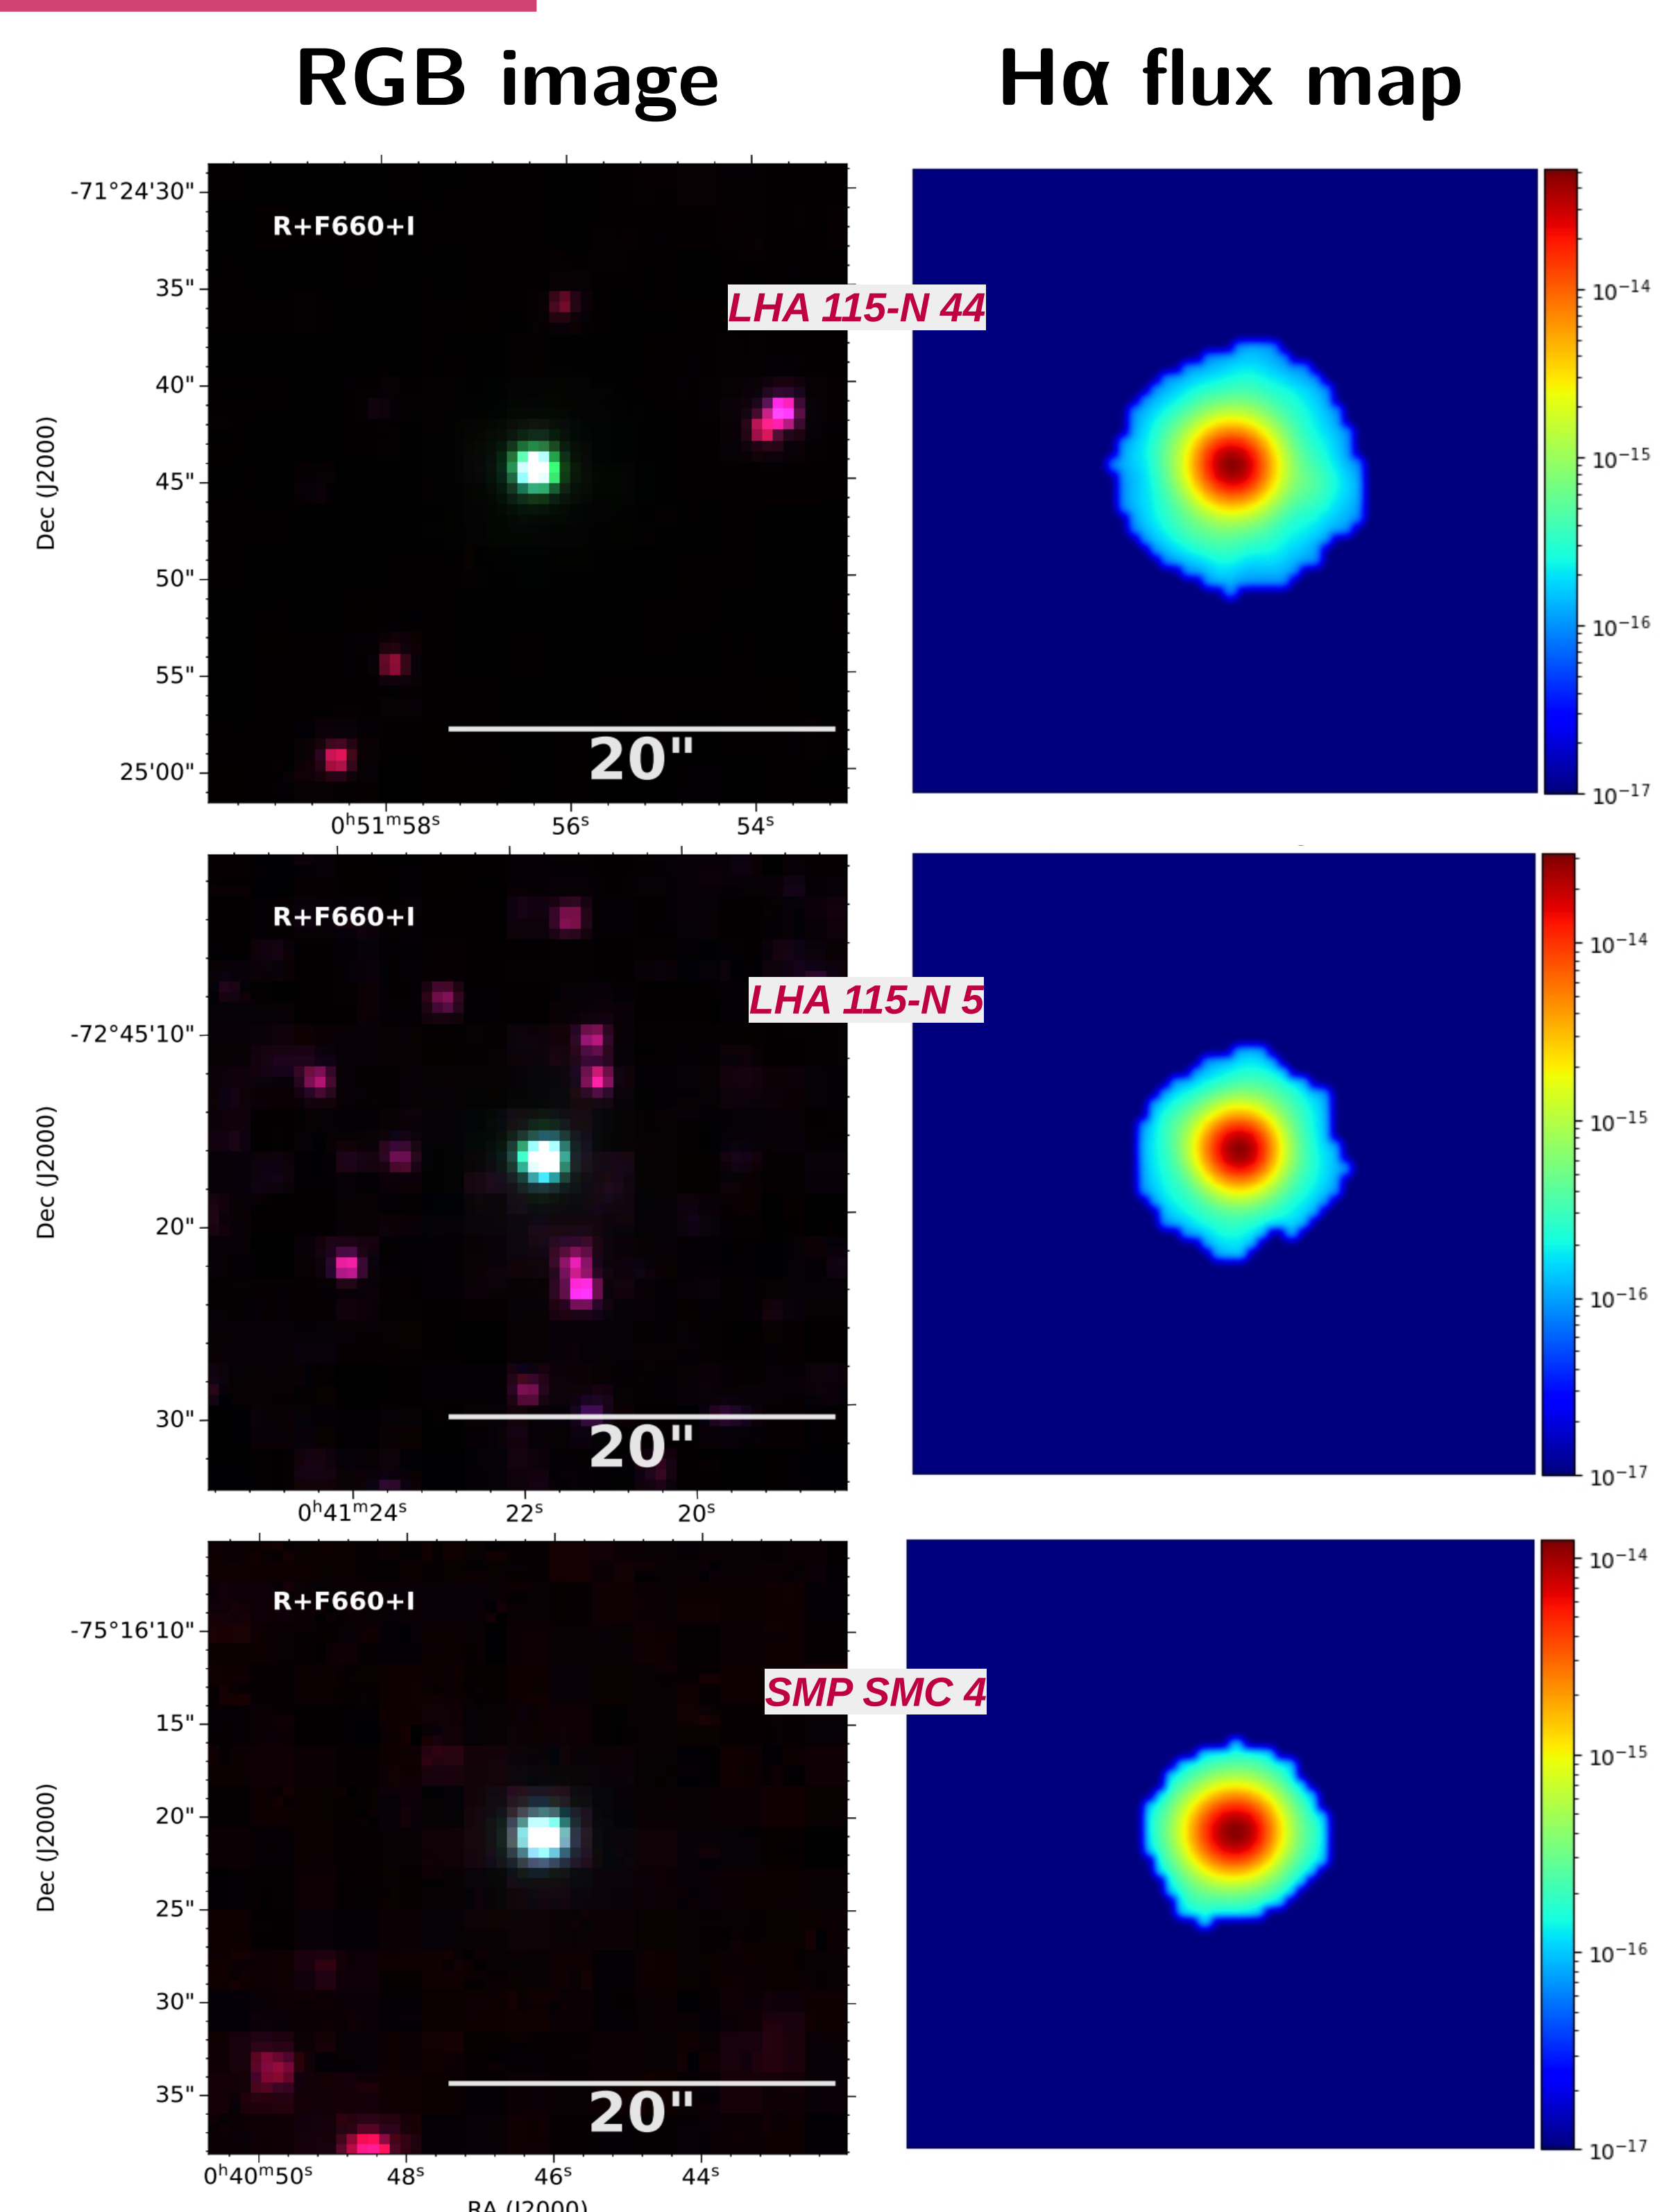 RGB image
Hα flux map
-71°24'30"
R+F660+I
35"
LHA 115-N 44
10⁻¹⁴
40"
Dec (J2000)
45"
10⁻¹⁵
50"
10⁻¹⁶
55"
20"
25'00"
10⁻¹⁷
0ʰ51ᵐ58ˢ
56ˢ
54ˢ
R+F660+I
10⁻¹⁴
LHA 115-N 5
-72°45'10"
10⁻¹⁵
Dec (J2000)
20"
10⁻¹⁶
30"
20"
10⁻¹⁷
0ʰ41ᵐ24ˢ
22ˢ
20ˢ
10⁻¹⁴
R+F660+I
-75°16'10"
SMP SMC 4
15"
10⁻¹⁵
20"
Dec (J2000)
25"
10⁻¹⁶
30"
35"
20"
10⁻¹⁷
0ʰ40ᵐ50ˢ
48ˢ
46ˢ
44ˢ
RA (J2000)